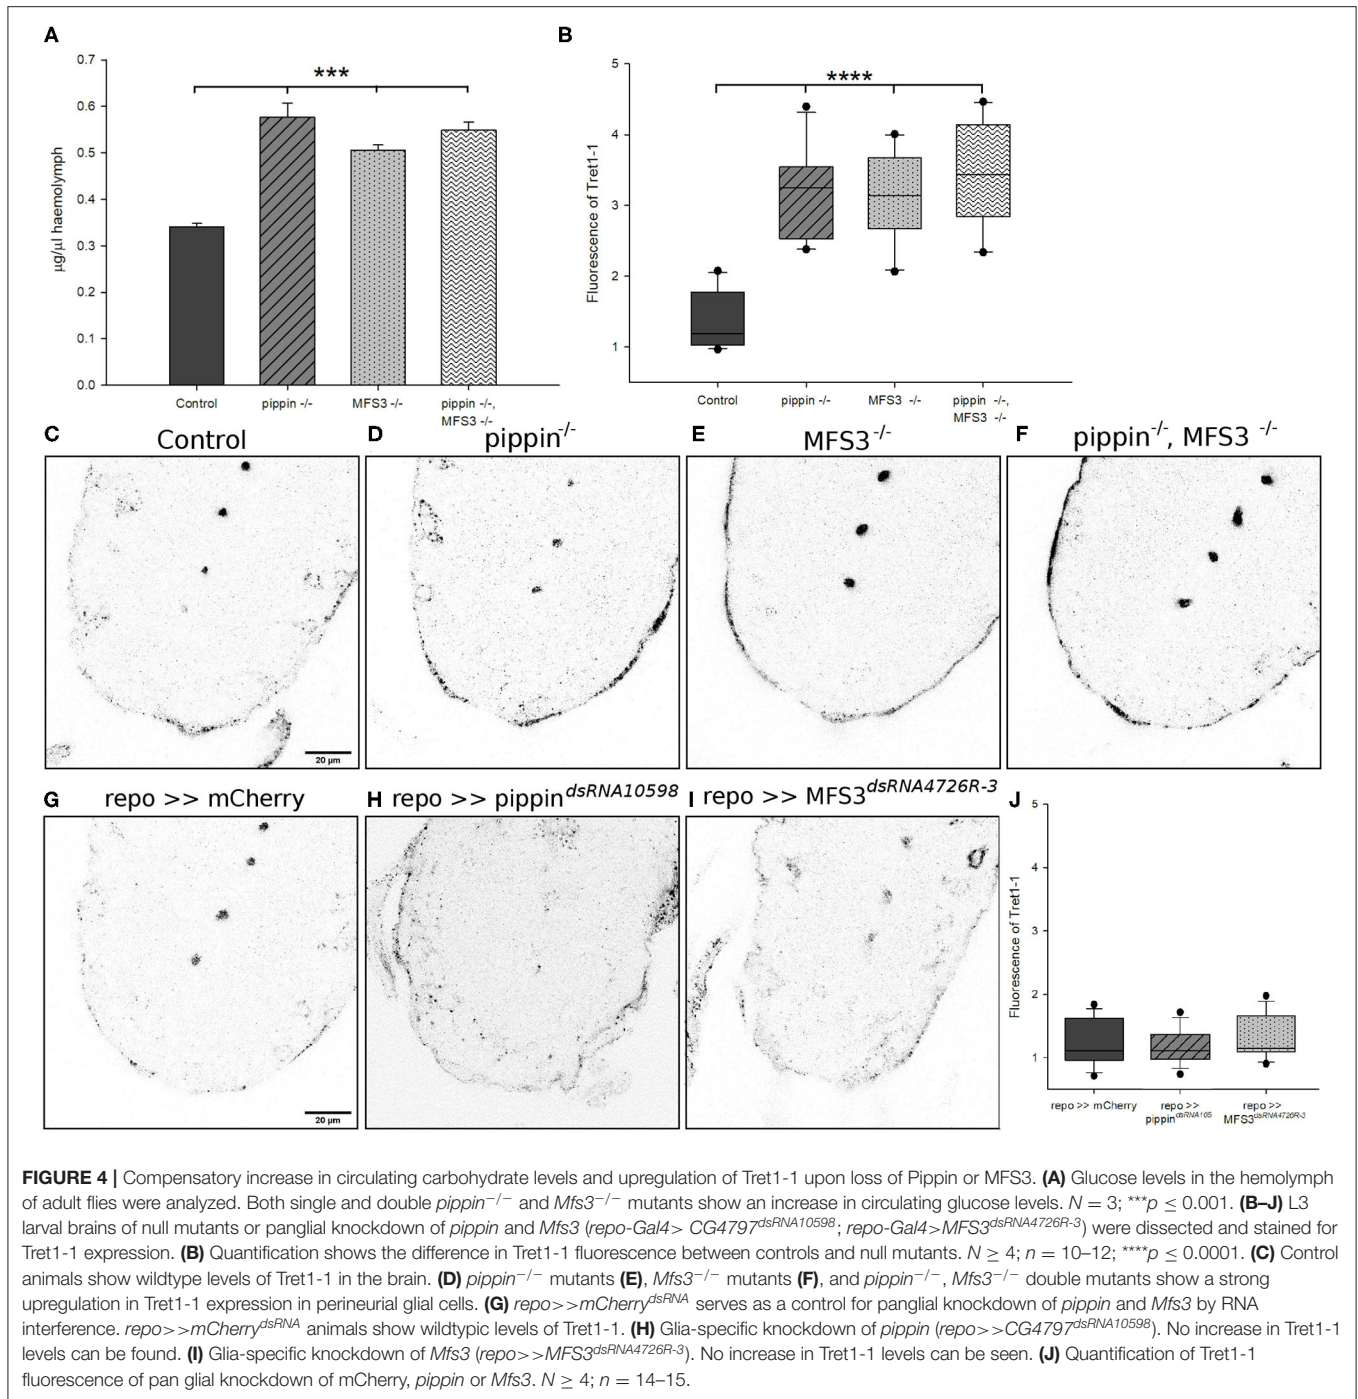 A
0.7
0.6
0.5
0.4
0.3
0.2
0.1
0.0
µg/µl haemolymph
***
Control
pippin -/-
MFS3 -/-
pippin -/-,
MFS3 -/-
B
5
4
3
2
1
Fluorescence of Tret1-1
****
Control
pippin -/-
MFS3 -/-
pippin -/-,
MFS3 -/-
C
Control
20 µm
D
pippin-/-
E
MFS3 -/-
F
pippin-/-, MFS3 -/-
G
repo >> mCherry
20 µm
H repo >> pippin dsRNA10598
I repo >> MFS3 dsRNA4726R-3
J
5
4
3
2
1
Fluorescence of Tret1-1
repo >> mCherry
repo >>
pippin dsRNA105
repo >>
MFS3 dsRNA4726R-3
FIGURE 4 | Compensatory increase in circulating carbohydrate levels and upregulation of Tret1-1 upon loss of Pippin or MFS3. (A) Glucose levels in the hemolymph
of adult flies were analyzed. Both single and double pippin−/− and Mfs3−/− mutants show an increase in circulating glucose levels. N = 3; ***p ≤ 0.001. (B–J) L3
larval brains of null mutants or panglial knockdown of pippin and Mfs3 (repo-Gal4> CG4797dsRNA10598; repo-Gal4>MFS3dsRNA4726R-3) were dissected and stained for
Tret1-1 expression. (B) Quantification shows the difference in Tret1-1 fluorescence between controls and null mutants. N ≥ 4; n = 10–12; ****p ≤ 0.0001. (C) Control
animals show wildtype levels of Tret1-1 in the brain. (D) pippin−/− mutants (E), Mfs3−/− mutants (F), and pippin−/−, Mfs3−/− double mutants show a strong
upregulation in Tret1-1 expression in perineurial glial cells. (G) repo>>mCherrydsRNA serves as a control for panglial knockdown of pippin and Mfs3 by RNA
interference. repo>>mCherrydsRNA animals show wildtypic levels of Tret1-1. (H) Glia-specific knockdown of pippin (repo>>CG4797dsRNA10598). No increase in Tret1-1
levels can be found. (I) Glia-specific knockdown of Mfs3 (repo>>MFS3dsRNA4726R-3). No increase in Tret1-1 levels can be seen. (J) Quantification of Tret1-1
fluorescence of pan glial knockdown of mCherry, pippin or Mfs3. N ≥ 4; n = 14–15.